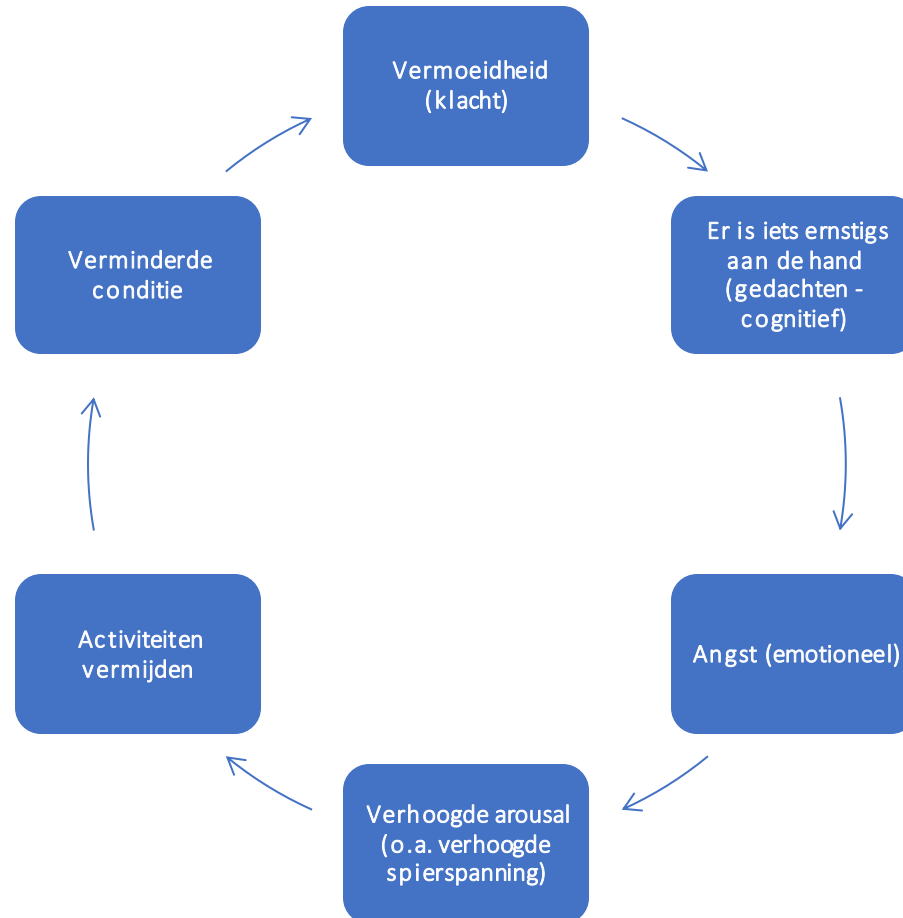 Vermoeidheid
(klacht)
Er is iets ernstigs
aan de hand
(gedachten -
cognitief)
Angst (emotioneel)
Verhoogde arousal
(o.a. verhoogde
spierspanning)
Activiteiten
vermijden
Verminderde
conditie